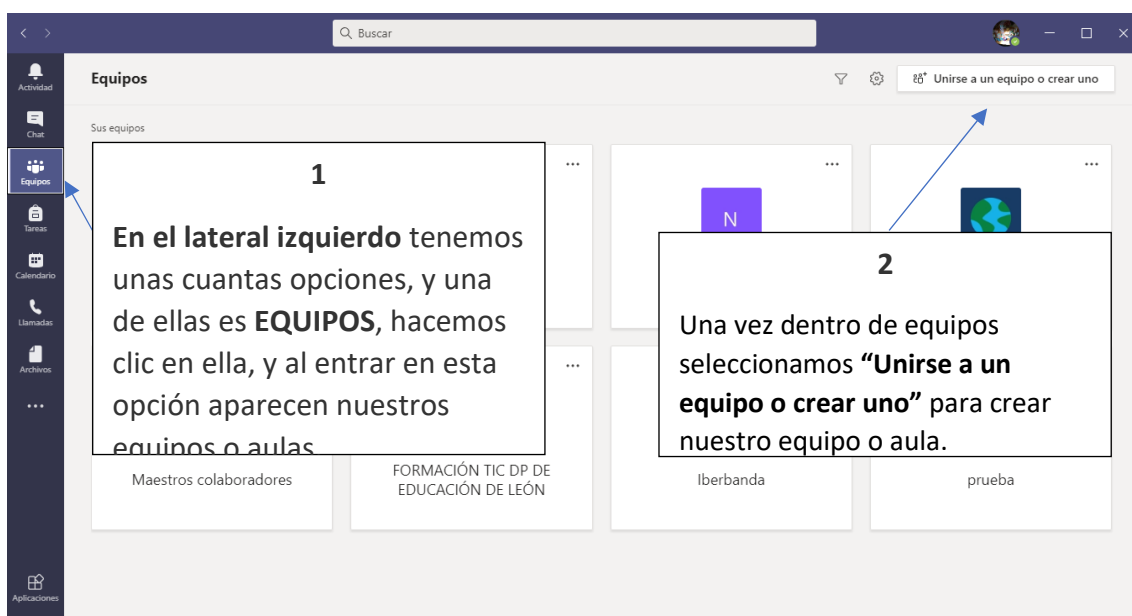 Buscar
Actividad
Chat
Equipos
Tareas
Calendario
Llamadas
Archivos
Aplicaciones
Equipos
Unirse a un equipo o crear uno
Sus equipos
1
En el lateral izquierdo tenemos
unas cuantas opciones, y una
de ellas es EQUIPOS, hacemos
clic en ella, y al entrar en esta
opción aparecen nuestros
equipos o aulas
N
2
Una vez dentro de equipos
seleccionamos “Unirse a un
equipo o crear uno” para crear
nuestro equipo o aula.
Maestros colaboradores
FORMACIÓN TIC DP DE
EDUCACIÓN DE LEÓN
Iberbanda
prueba